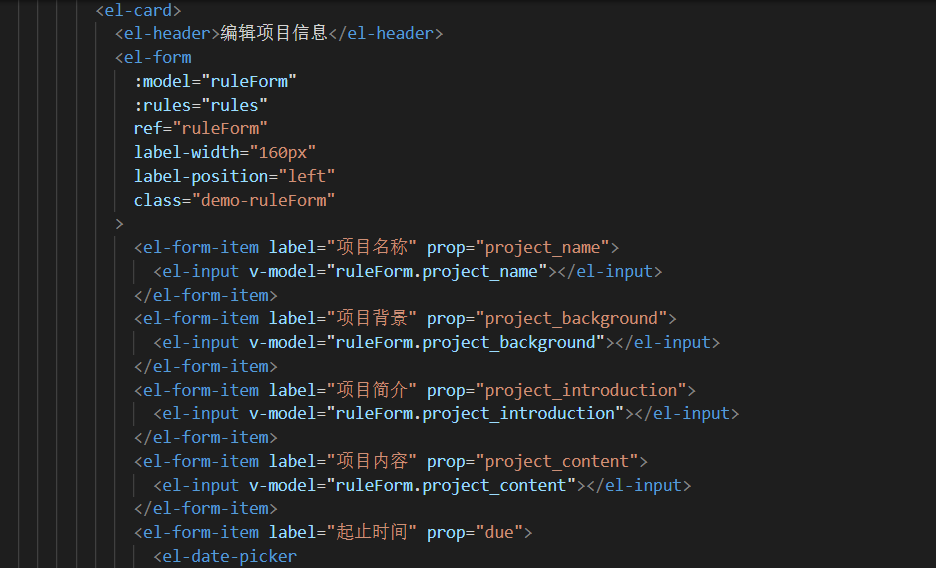 <el-card>
<el-header>编辑项目信息</el-header>
<el-form
:model="ruleForm"
:rules="rules"
ref="ruleForm"
label-width="160px"
label-position="left"
class="demo-ruleForm"
>
<el-form-item label="项目名称" prop="project_name">
<el-input v-model="ruleForm.project_name"></el-input>
</el-form-item>
<el-form-item label="项目背景" prop="project_background">
<el-input v-model="ruleForm.project_background"></el-input>
</el-form-item>
<el-form-item label="项目简介" prop="project_introduction">
<el-input v-model="ruleForm.project_introduction"></el-input>
</el-form-item>
<el-form-item label="项目内容" prop="project_content">
<el-input v-model="ruleForm.project_content"></el-input>
</el-form-item>
<el-form-item label="起止时间" prop="due">
<el-date-picker